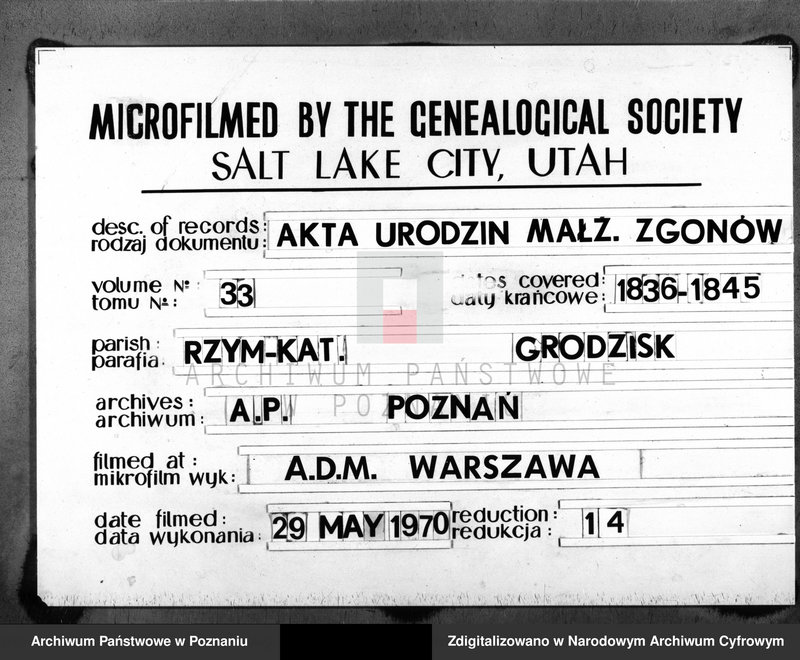 MICROFILMED BY THE GENEALOGICAL SOCIETY
SALT LAKE CITY, UTAH
desc. of records: AKTA URODZIN MAŁŻ. ZGONÓW
rodzaj dokumentu:
volume №: 33 dates covered: 1836-1845
tomu №: daty krańcowe:
parish: RZYM-KAT. GRODZISK
parafia:
ARCHIWUM PAŃSTWOWE
archives: A.P. POZNAŃ
archiwum:
filmed at: A.D.M. WARSZAWA
mikrofilm wyk:
date filmed: 29 MAY 1970 reduction: 14
data wykonania: redukcja:
Archiwum Państwowe w Poznaniu Zdigitalizowano w Narodowym Archiwum Cyfrowym